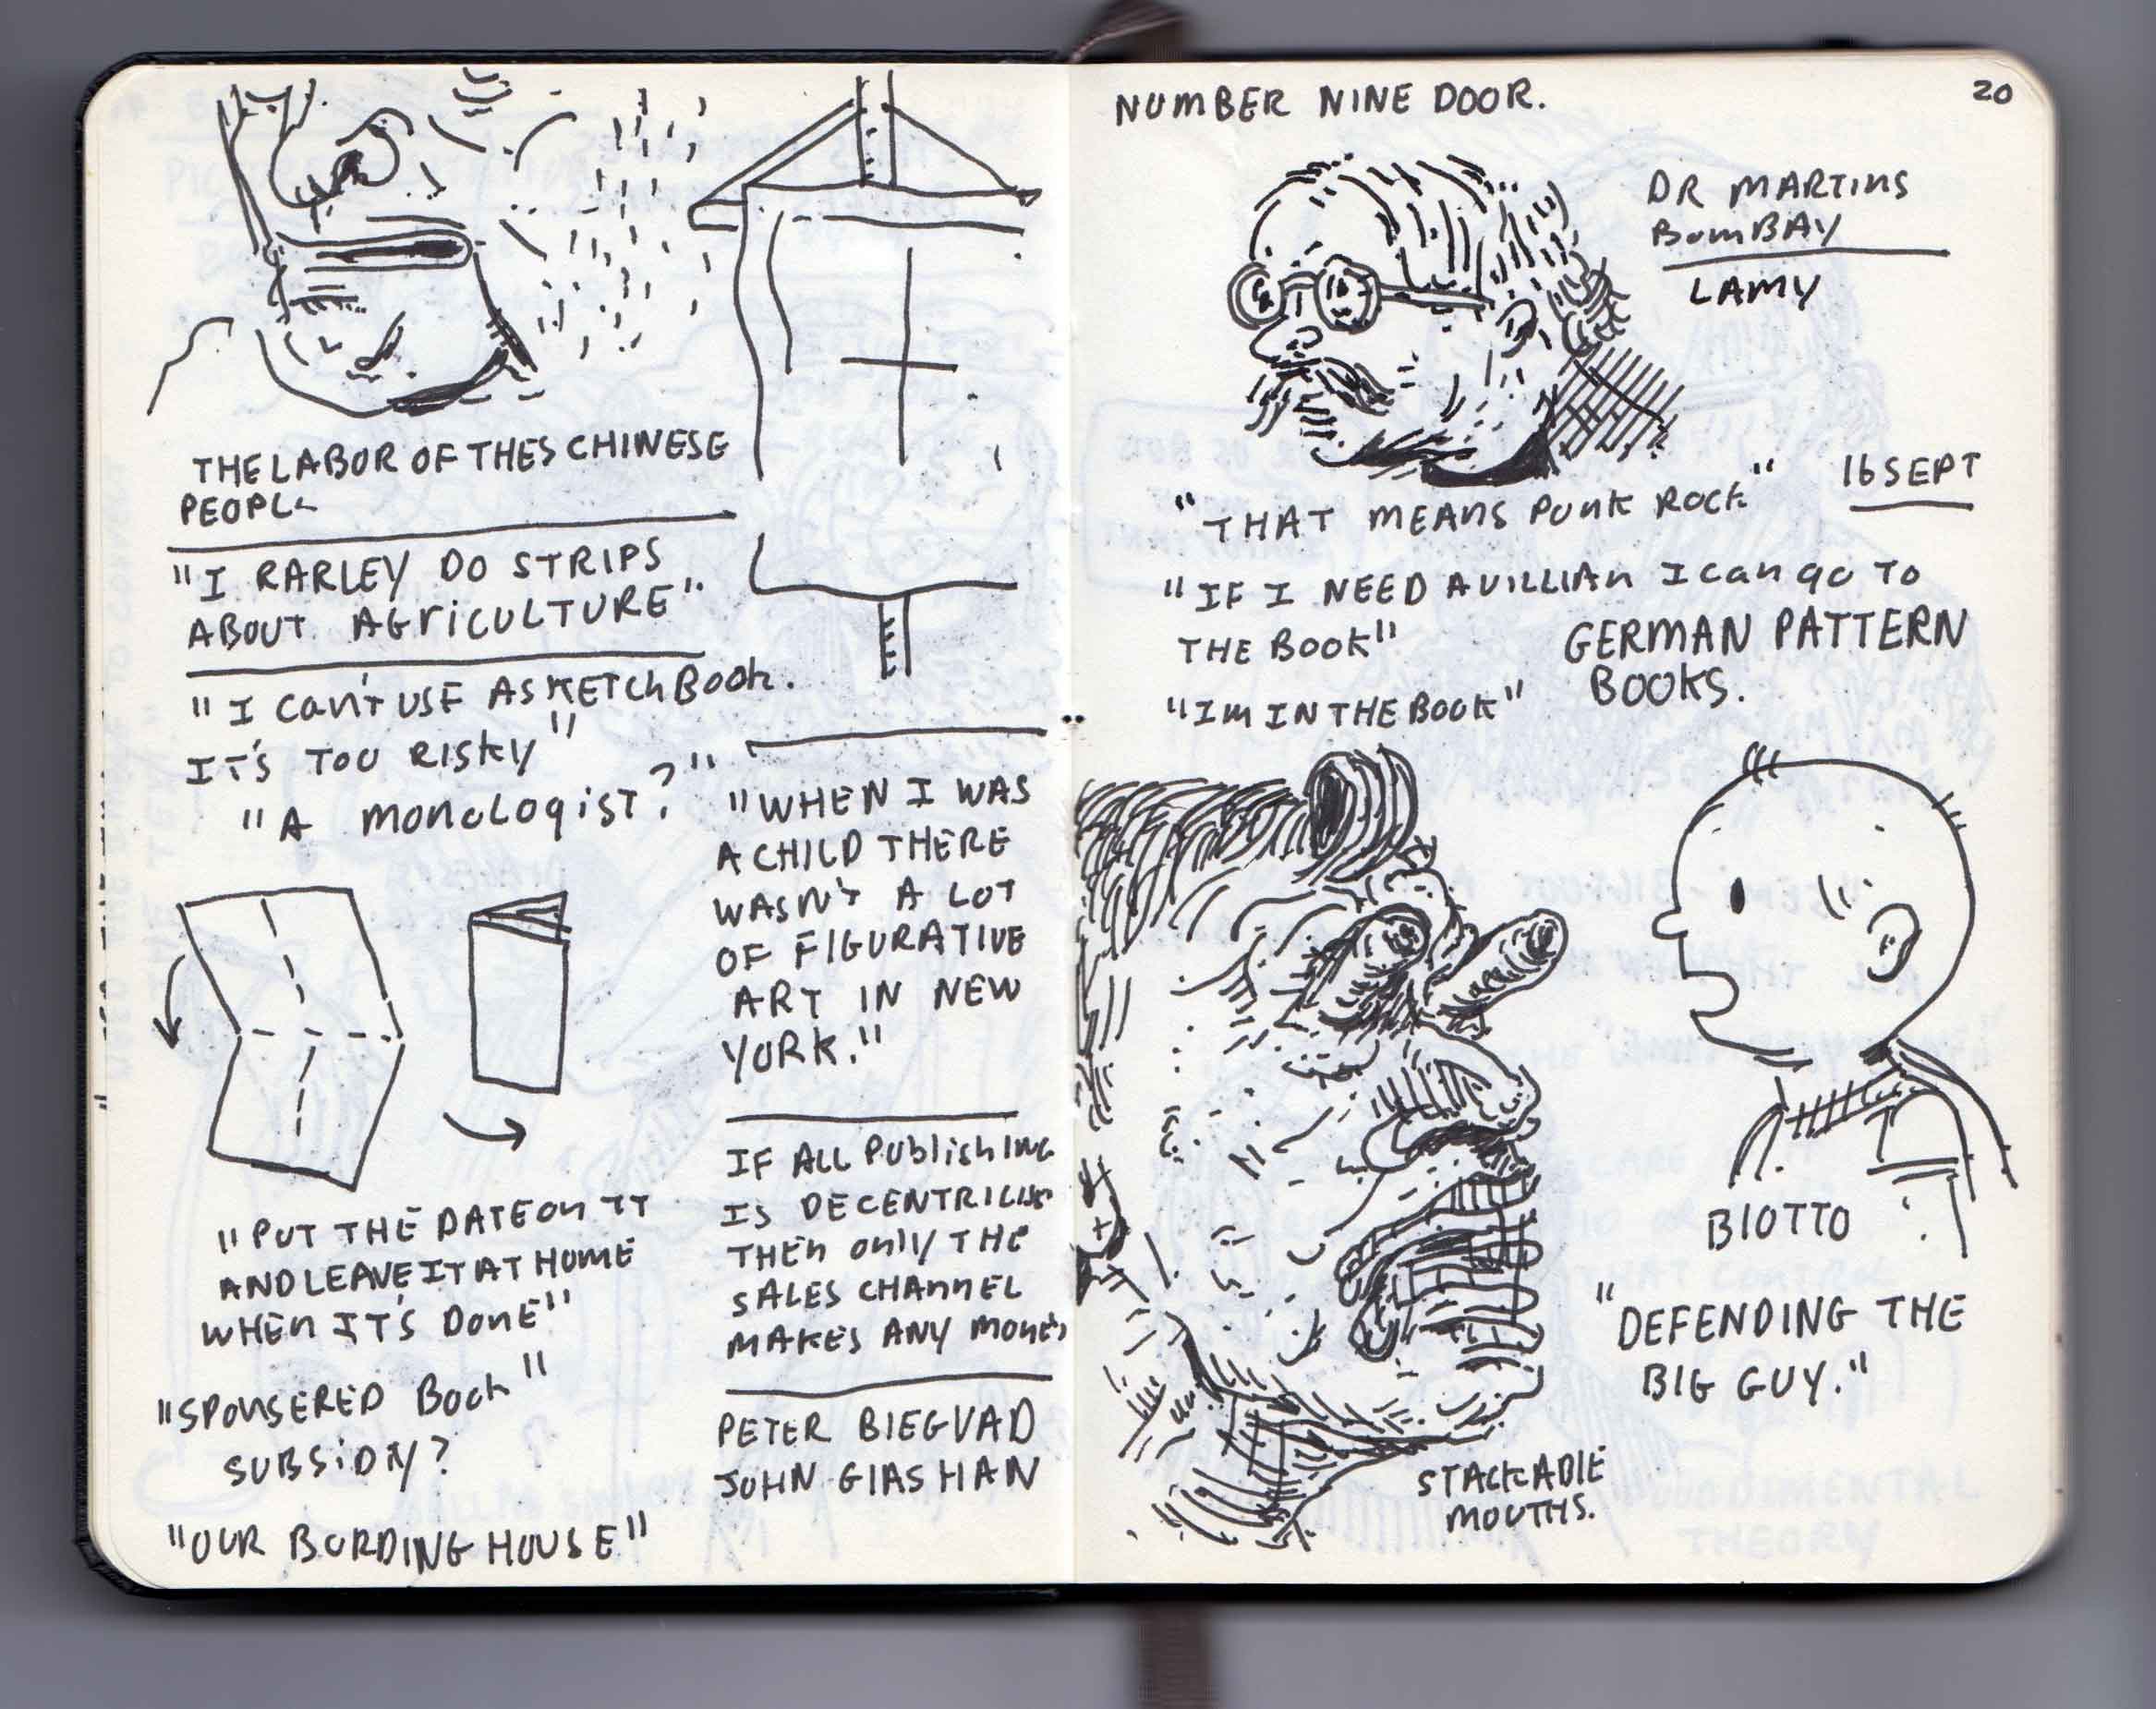 THE LABOR OF THES CHINESE
PEOPLE
"I RARLEY DO STRIPS
ABOUT AGRICULTURE".
"I CAN'T USE A SKETCHBOOK.
IT'S TOO RISKY"
"A MONOLOGIST?"
"PUT THE DATE ON IT
AND LEAVE IT AT HOME
WHEN IT'S DONE"
"SPONSERED BOOK"
SUBSIDIY?
"OUR BORDING HOUSE"
"WHEN I WAS
A CHILD THERE
WASN'T A LOT
OF FIGURATIVE
ART IN NEW
YORK."
IF ALL PUBLISHING
IS
THEN ONLY THE
SALES CHANNEL
MAKES ANY MONEY
PETER BIEGVAD
JOHN GIASHAN
NUMBER NINE DOOR.
20
DR MARTINS
BOMBAY
LAMY
"THAT MEANS PUNK ROCK"
16 SEPT
"IF I NEED A VILLIAN I CAN GO TO
THE BOOK"
GERMAN PATTERN
BOOKS.
"IM IN THE BOOK"
BIOTTO
"DEFENDING THE
BIG GUY."
STACKABLE
MOUTHS.